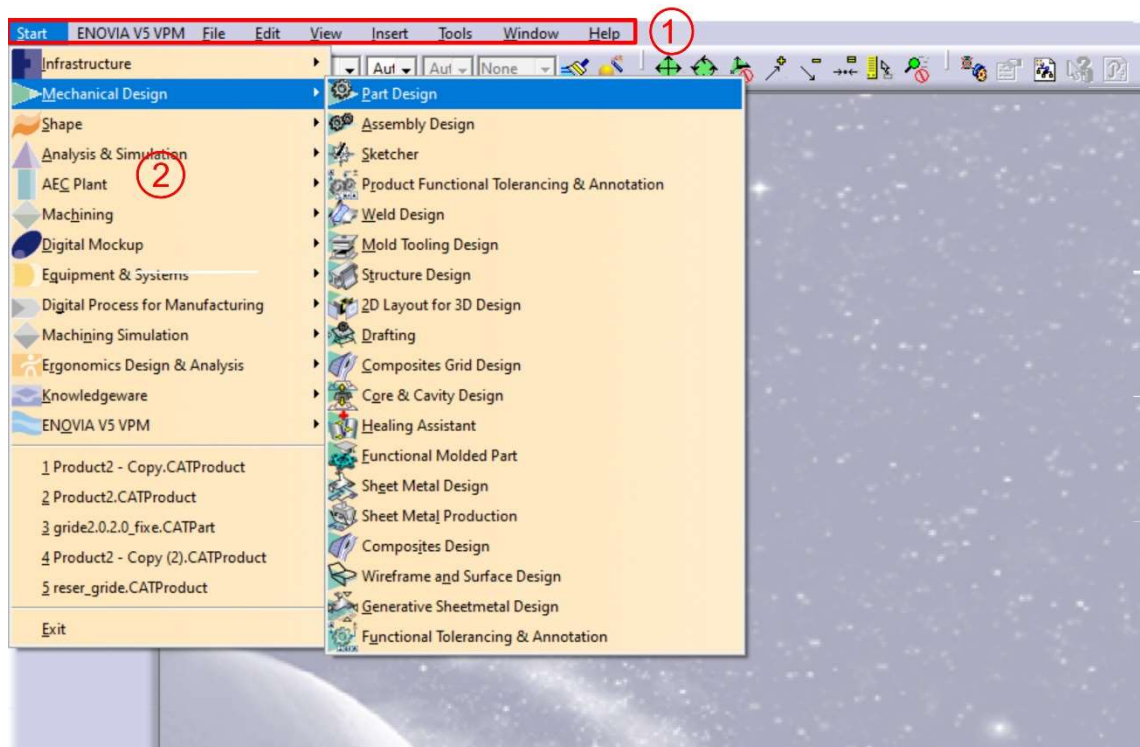 Start ENOVIA V5 VPM File Edit View Insert Tools Window Help 1
Aut Aut None
Infrastructure
Mechanical Design
Shape
Analysis & Simulation
2
AEC Plant
Machining
Digital Mockup
Equipment & Systems
Digital Process for Manufacturing
Machining Simulation
Ergonomics Design & Analysis
Knowledgeware
ENOVIA V5 VPM
1 Product2 - Copy.CATProduct
2 Product2.CATProduct
3 gride2.0.2.0_fixe.CATPart
4 Product2 - Copy (2).CATProduct
5 reser_gride.CATProduct
Exit
Part Design
Assembly Design
Sketcher
Product Functional Tolerancing & Annotation
Weld Design
Mold Tooling Design
Structure Design
2D Layout for 3D Design
Drafting
Composites Grid Design
Core & Cavity Design
Healing Assistant
Functional Molded Part
Sheet Metal Design
Sheet Metal Production
Composites Design
Wireframe and Surface Design
Generative Sheetmetal Design
Functional Tolerancing & Annotation